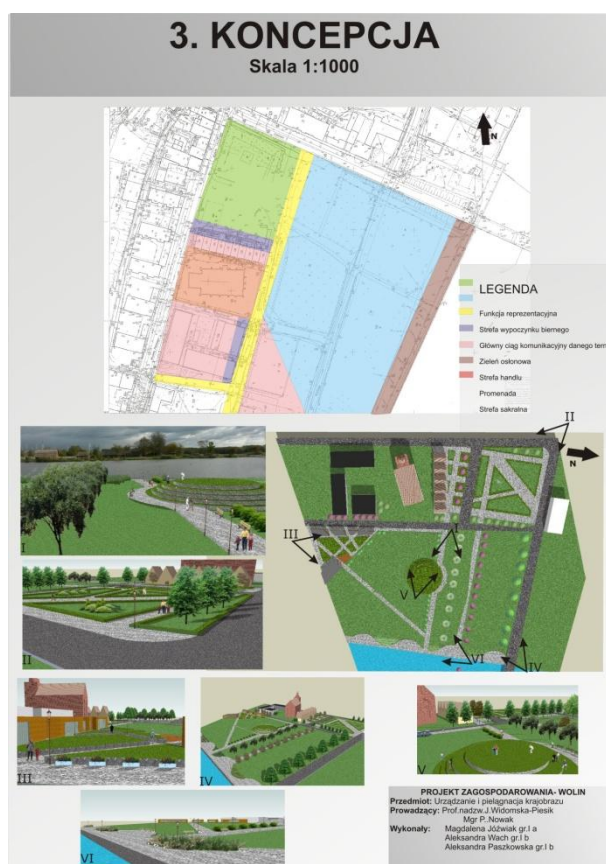 3. KONCEPCJA
Skala 1:1000
N
LEGENDA
Funkcja reprezentacyjna
Strefa wypoczynku biernego
Główny ciąg komunikacyjny danego tem
Zieleń osłonowa
Strefa handlu
Promenada
Strefa sakralna
II
N
I
III
I
V
II
VI
IV
III
IV
V
VI
PROJEKT ZAGOSPODAROWANIA- WOLIN
Przedmiot: Urządzanie i pielęgnacja krajobrazu
Prowadzący: Prof.nadzw.J.Widomska-Piesik
Mgr P..Nowak
Wykonały: Magdalena Jóźwiak gr.I a
Aleksandra Wach gr.I b
Aleksandra Paszkowska gr.I b